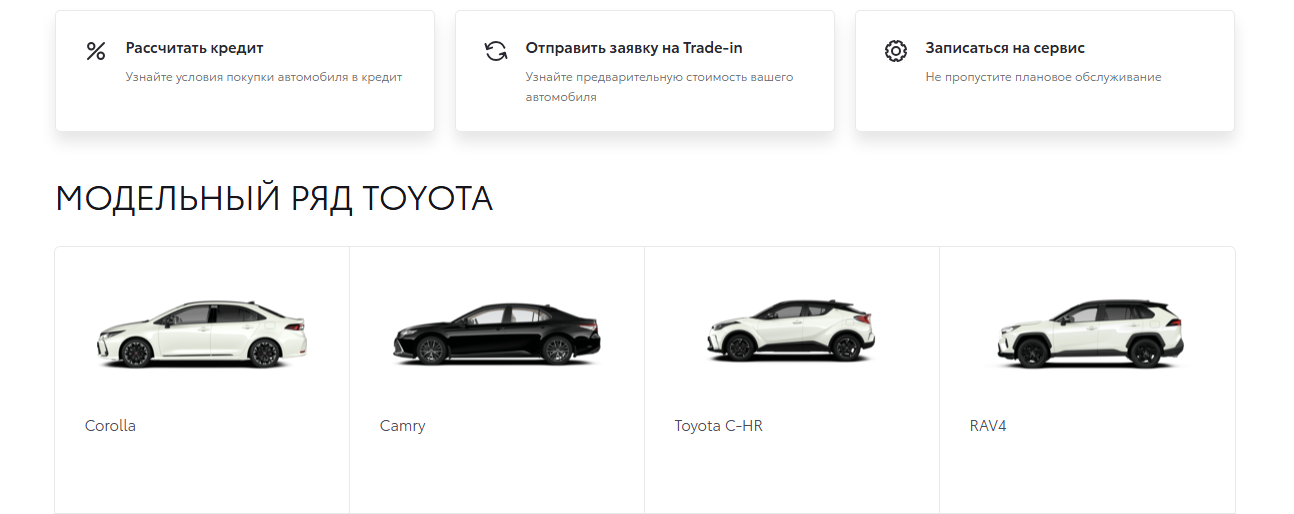 Рассчитать кредит
Узнайте условия покупки автомобиля в кредит
Отправить заявку на Trade-in
Узнайте предварительную стоимость вашего
автомобиля
Записаться на сервис
Не пропустите плановое обслуживание
МОДЕЛЬНЫЙ РЯД TOYOTA
Corolla
Camry
Toyota C-HR
RAV4